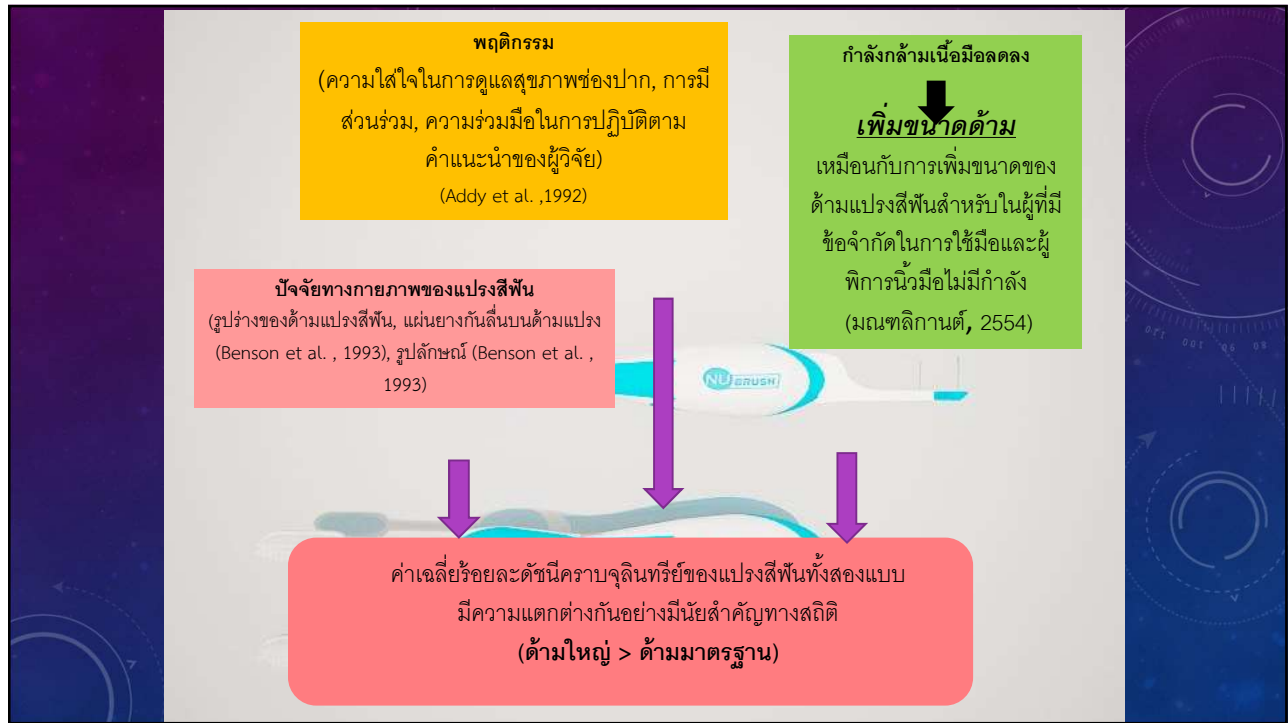 พฤติกรรม
(ความใส่ใจในการดูแลสุขภาพช่องปาก, การมี
ส่วนร่วม, ความร่วมมือในการปฏิบัติตาม
คำแนะนำของผู้วิจัย)
(Addy et al. ,1992)
กำลังกล้ามเนื้อมือลดลง
เพิ่มขนาดด้าม
เหมือนกับการเพิ่มขนาดของ
ด้ามแปรงสีฟันสำหรับในผู้ที่มี
ข้อจำกัดในการใช้มือและผู้
พิการนิ้วมือไม่มีกำลัง
(มณฑลิกานต์, 2554)
ปัจจัยทางกายภาพของแปรงสีฟัน
(รูปร่างของด้ามแปรงสีฟัน, แผ่นยางกันลื่นบนด้ามแปรง
(Benson et al. , 1993), รูปลักษณ์ (Benson et al. ,
1993)
NU BRUSH
ค่าเฉลี่ยร้อยละดัชนีคราบจุลินทรีย์ของแปรงสีฟันทั้งสองแบบ
มีความแตกต่างกันอย่างมีนัยสำคัญทางสถิติ
(ด้ามใหญ่ > ด้ามมาตรฐาน)